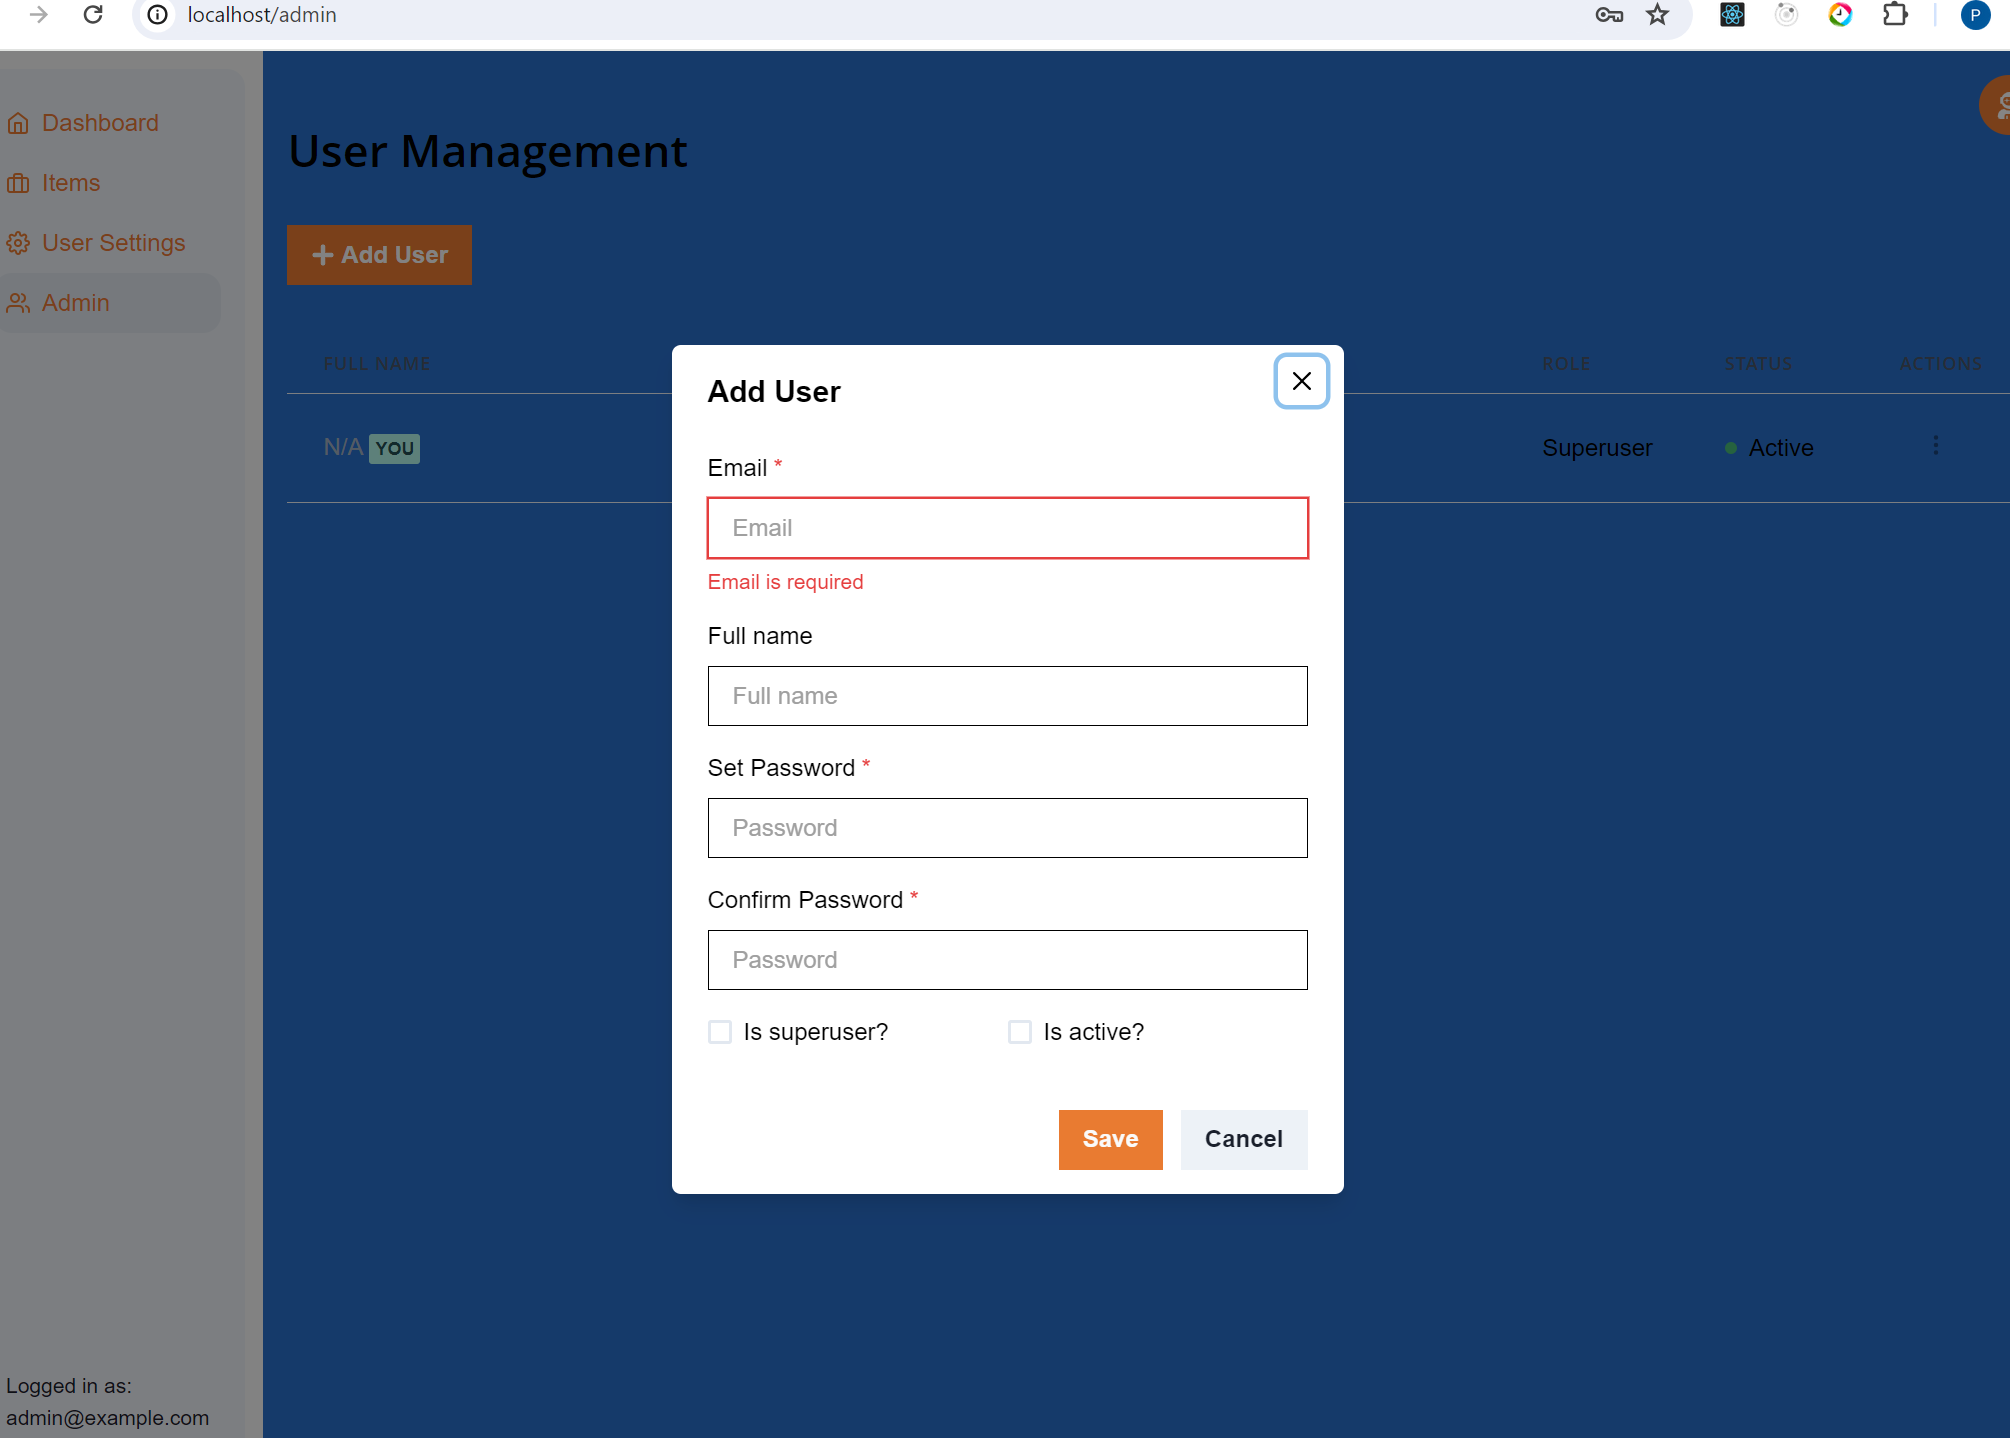 localhost/admin
P
Dashboard
Items
User Settings
Admin
User Management
Add User
FULL NAME
ROLE
STATUS
ACTIONS
N/A YOU
Superuser
Active
Add User
Email *
Email
Email is required
Full name
Full name
Set Password *
Password
Confirm Password *
Password
Is superuser?
Is active?
Save
Cancel
Logged in as:
admin@example.com